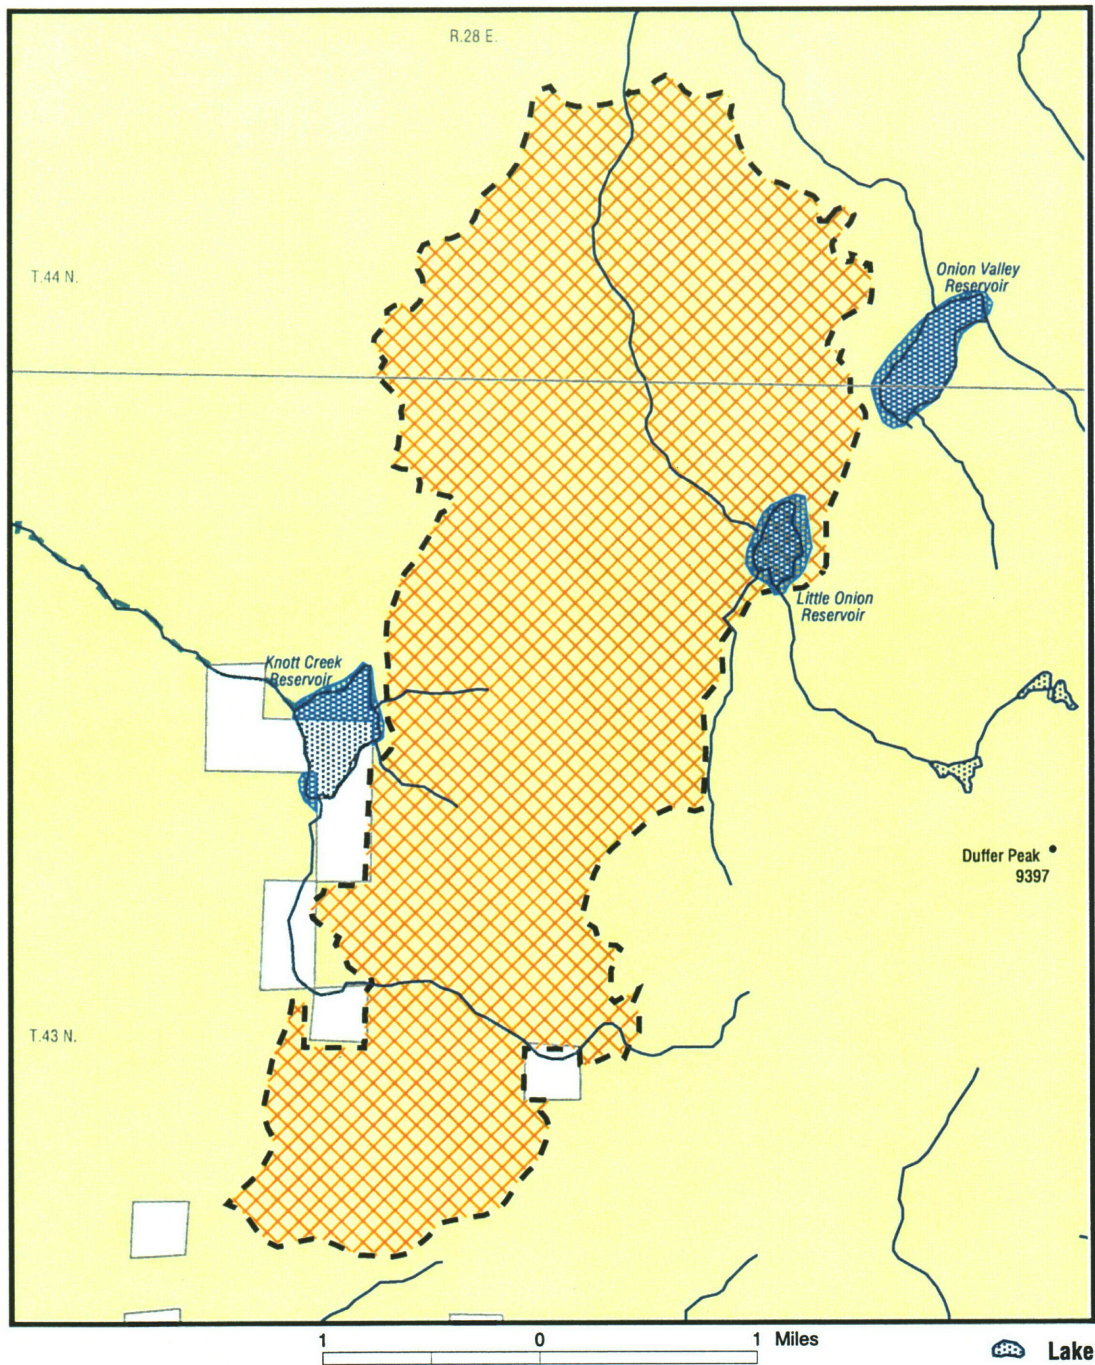 R.28 E.
T.44 N.
Onion Valley
Reservoir
Little Onion
Reservoir
Knott Creek
Reservoir
Duffer Peak
9397
T.43 N.
1 0 1 Miles
Lake